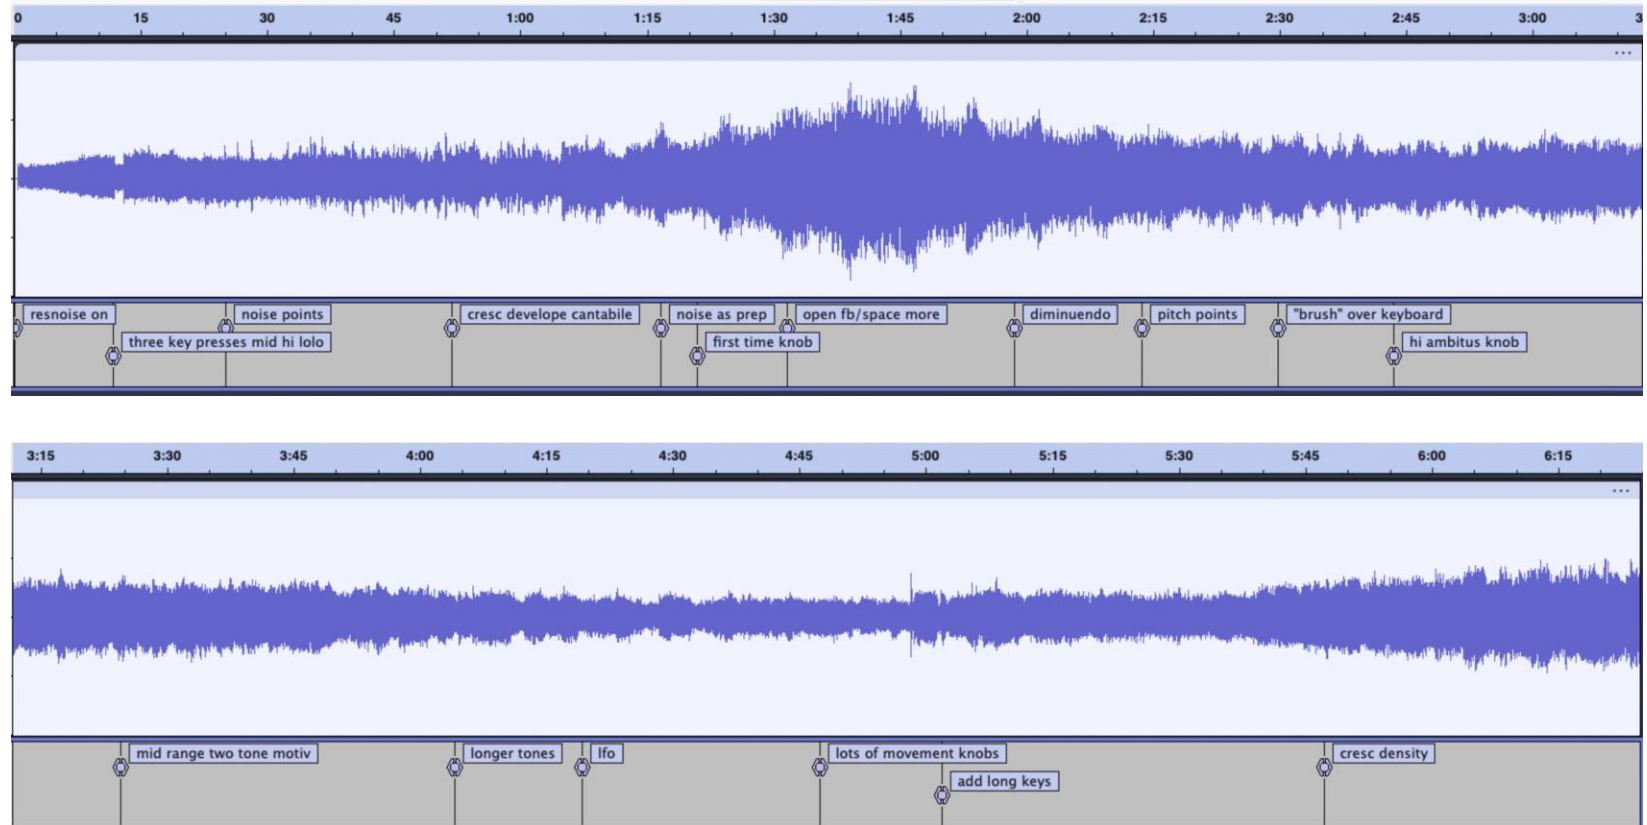 0 15 30 45 1:00 1:15 1:30 1:45 2:00 2:15 2:30 2:45 3:00 3
...
resnoise on noise points cresc develope cantabile noise as prep open fb/space more diminuendo pitch points "brush" over keyboard
three key presses mid hi lolo first time knob hi ambitus knob
3:15 3:30 3:45 4:00 4:15 4:30 4:45 5:00 5:15 5:30 5:45 6:00 6:15
...
mid range two tone motiv longer tones lfo lots of movement knobs cresc density
add long keys